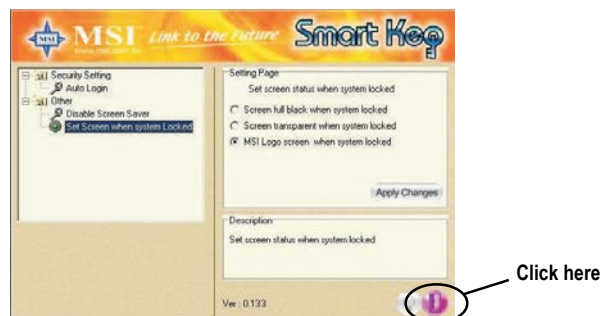 MSI Link to the Future Smart Key
Security Setting
Auto Login
Other
Disable Screen Saver
Set Screen when system Locked
Setting Page
Set screen status when system locked
Screen full black when system locked
Screen transparent when system locked
MSI Logo screen when system locked
Apply Changes
Description
Set screen status when system locked
Ver : 0.133
Click here